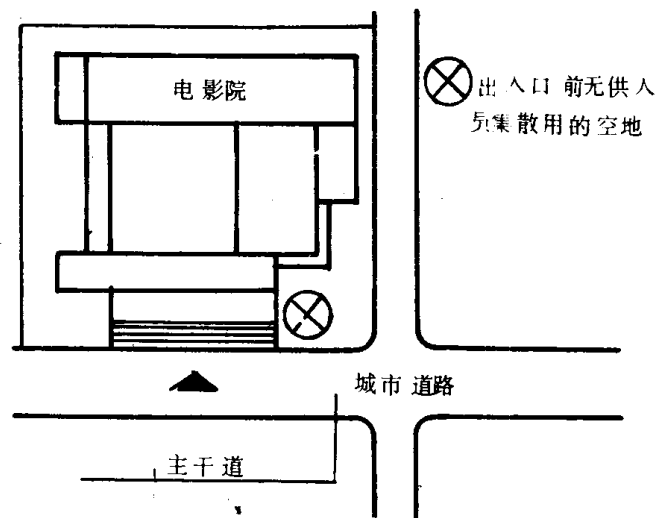 电影院
出入口前无供人
员集散用的空地
城市道路
主干道